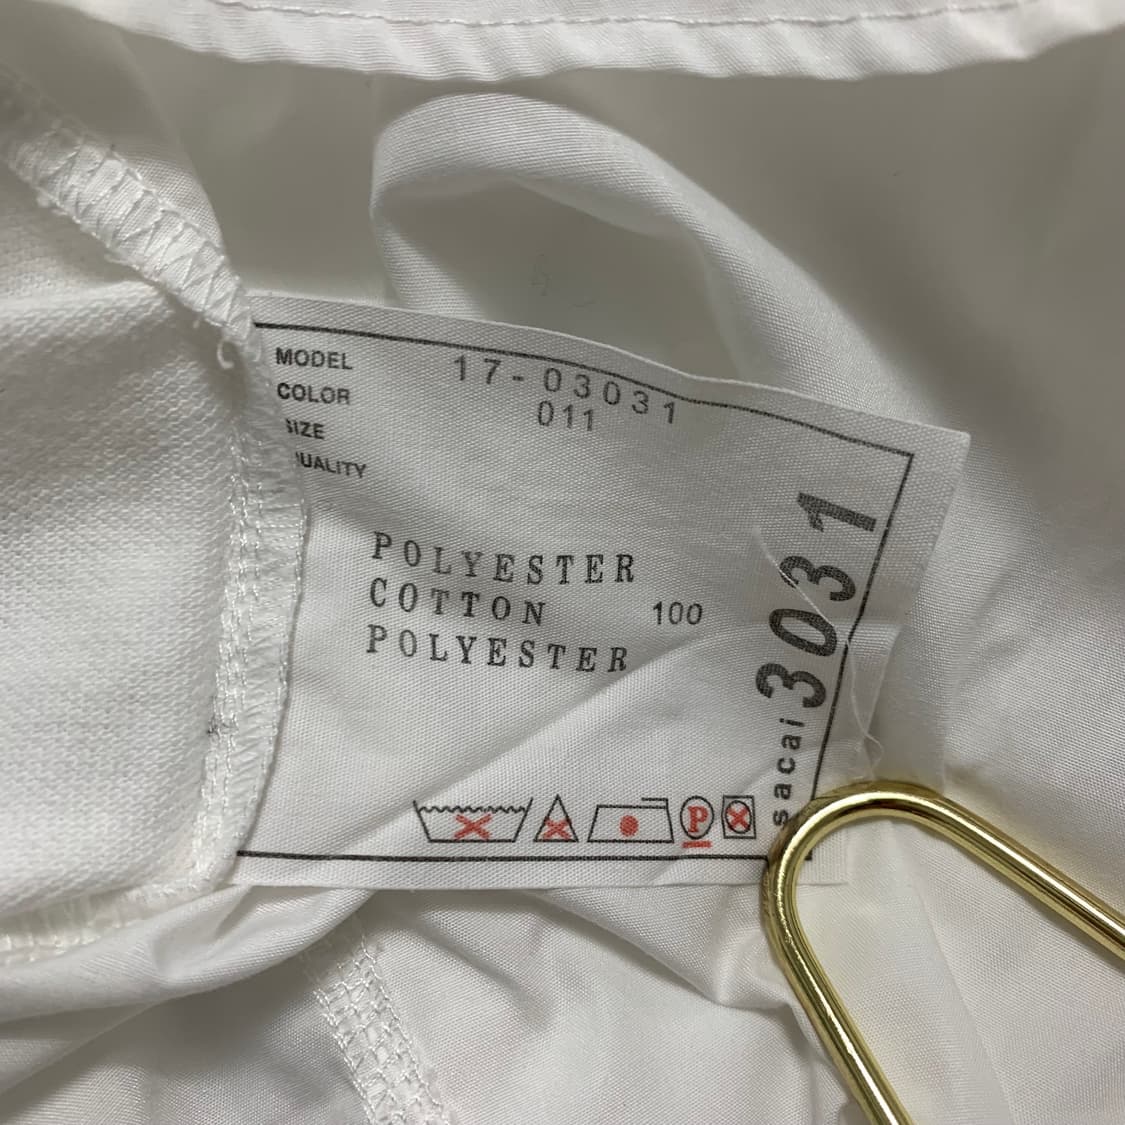 MODEL 17-03031
COLOR 011
SIZE
QUALITY
POLYESTER
COTTON 100
POLYESTER
sacai 3031
P